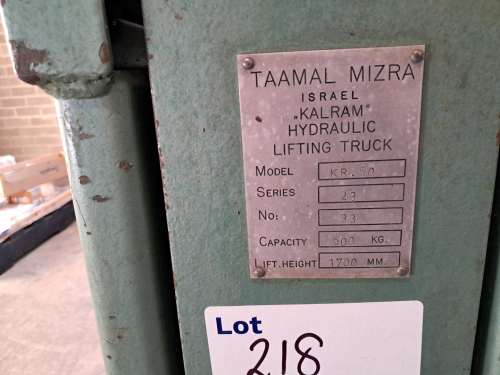 TAAMAL MIZRA
ISRAEL
„KALRAM"
HYDRAULIC
LIFTING TRUCK
MODEL KR.50
SERIES 23
No: 33
CAPACITY 500 KG.
LIFT.HEIGHT 1700 MM.
Lot
218